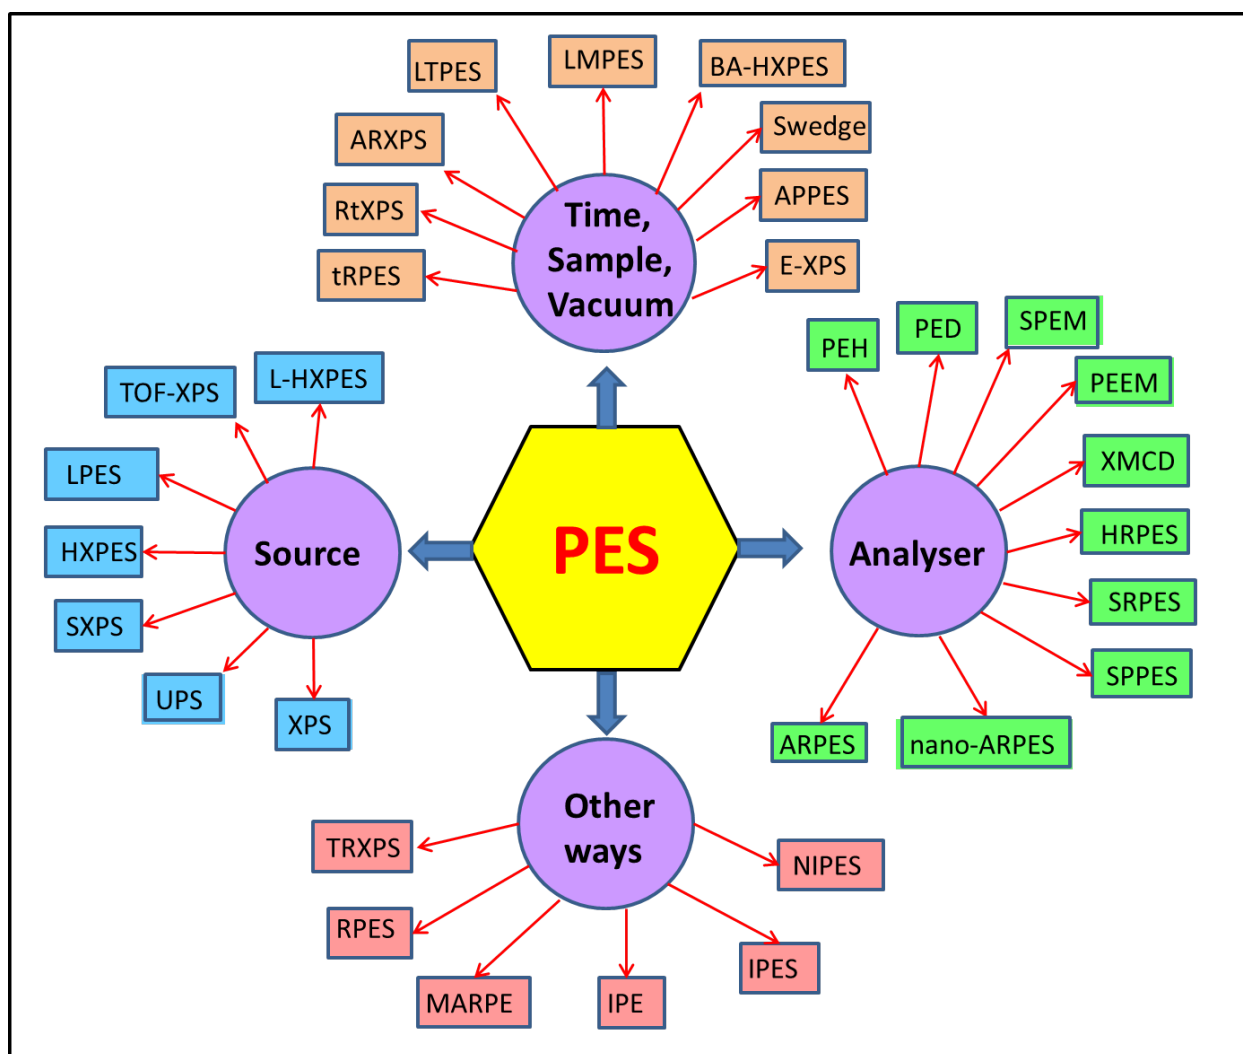 LTPES
LMPES
BA-HXPES
ARXPS
Swedge
RtXPS
APPES
tRPES
E-XPS
Time,
Sample,
Vacuum
TOF-XPS
L-HXPES
LPES
HXPES
SXPS
UPS
XPS
Source
PES
PEH
PED
SPEM
PEEM
XMCD
HRPES
SRPES
SPPES
nano-ARPES
ARPES
Analyser
Other
ways
TRXPS
RPES
MARPE
IPE
IPES
NIPES